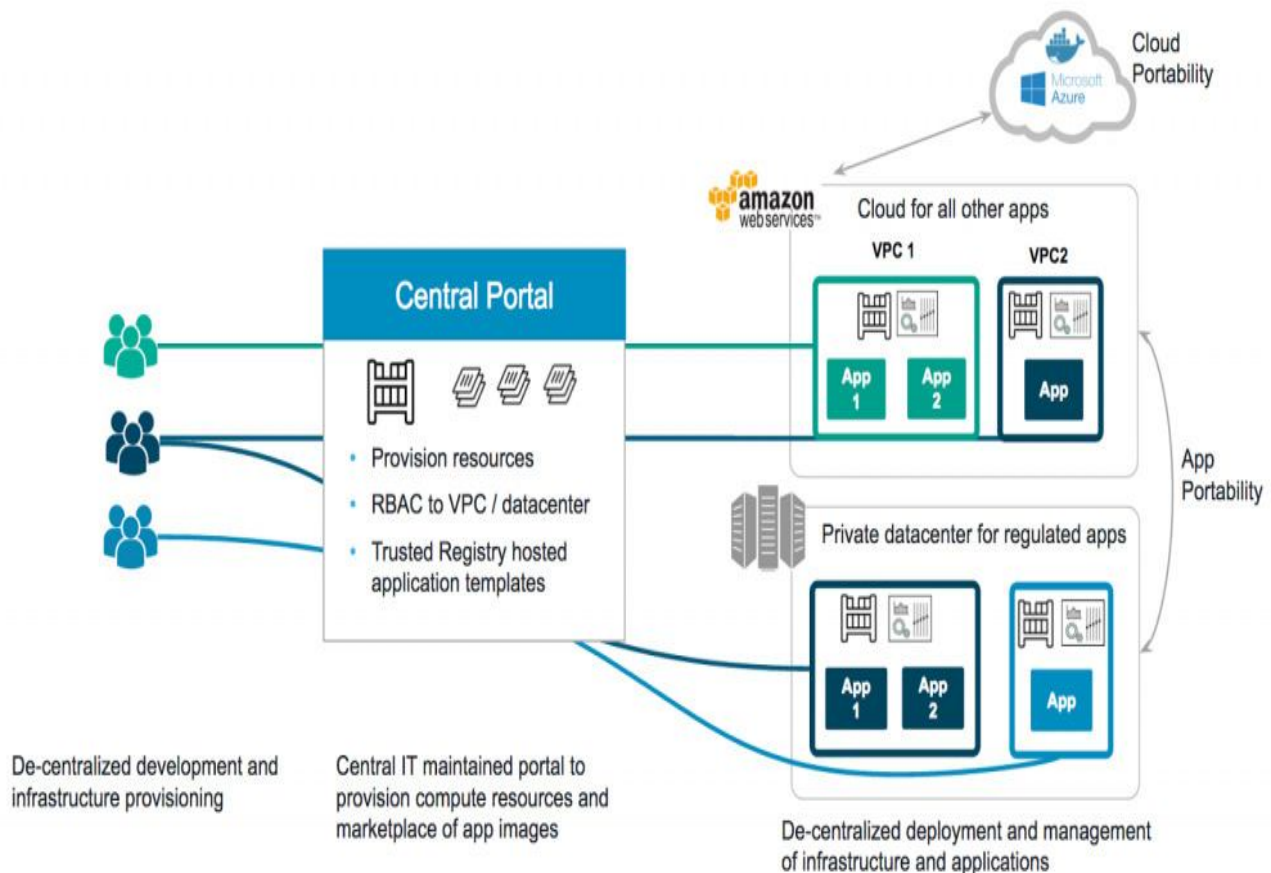 Cloud
Portability
Microsoft
Azure
amazon
webservices™
Cloud for all other apps
VPC 1
VPC2
Central Portal
App
1
App
2
App
• Provision resources
• RBAC to VPC / datacenter
• Trusted Registry hosted
application templates
App
Portability
Private datacenter for regulated apps
App
1
App
2
App
De-centralized development and
infrastructure provisioning
Central IT maintained portal to
provision compute resources and
marketplace of app images
De-centralized deployment and management
of infrastructure and applications